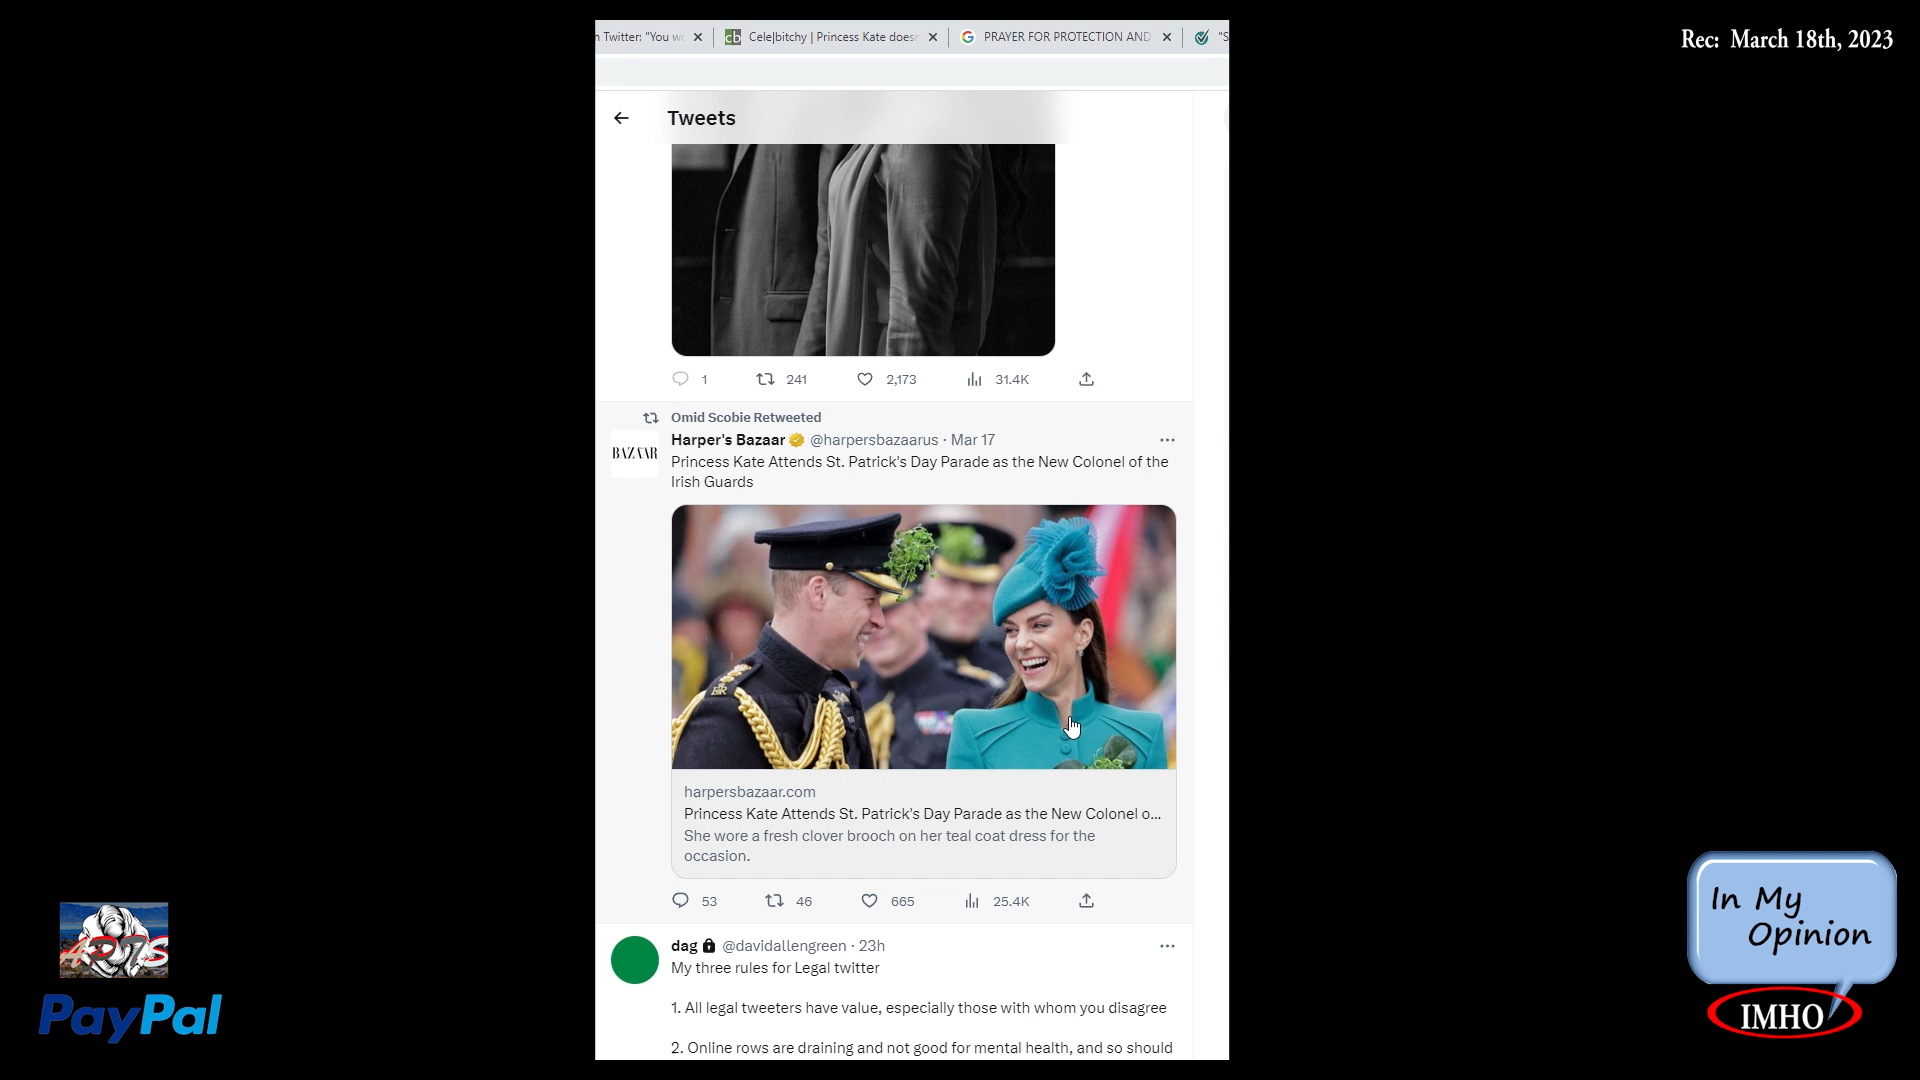 n Twitter: "You w
Cele|bitchy | Princess Kate does
PRAYER FOR PROTECTION AND
"S
Rec: March 18th, 2023
Tweets
1 241 2,173 31.4K
Omid Scobie Retweeted
BAZAAR
Harper's Bazaar @harpersbazaarus · Mar 17
Princess Kate Attends St. Patrick's Day Parade as the New Colonel of the
Irish Guards
harpersbazaar.com
Princess Kate Attends St. Patrick's Day Parade as the New Colonel o...
She wore a fresh clover brooch on her teal coat dress for the
occasion.
53 46 665 25.4K
dag @davidallengreen · 23h
My three rules for Legal twitter
1. All legal tweeters have value, especially those with whom you disagree
2. Online rows are draining and not good for mental health, and so should
PayPal
In My
Opinion
IMHO